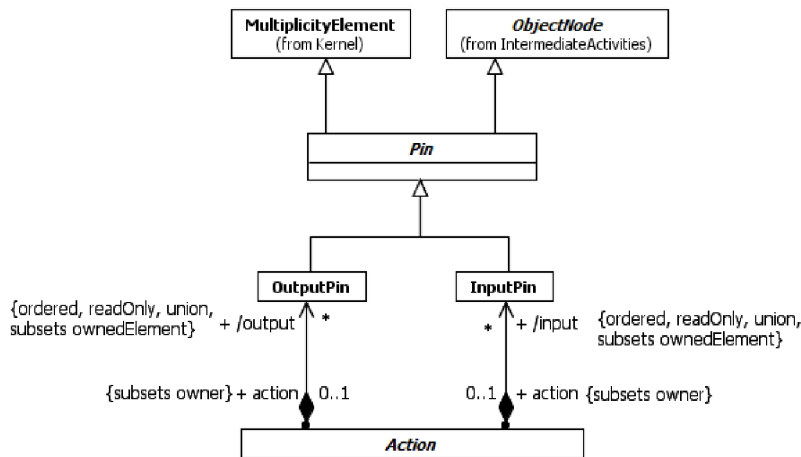 MultiplicityElement
(from Kernel)
ObjectNode
(from IntermediateActivities)
Pin
OutputPin
InputPin
{ordered, readOnly, union,
subsets ownedElement}
+ /output
*
*
+ /input
{ordered, readOnly, union,
subsets ownedElement}
{subsets owner} + action
0..1
0..1
+ action {subsets owner}
Action